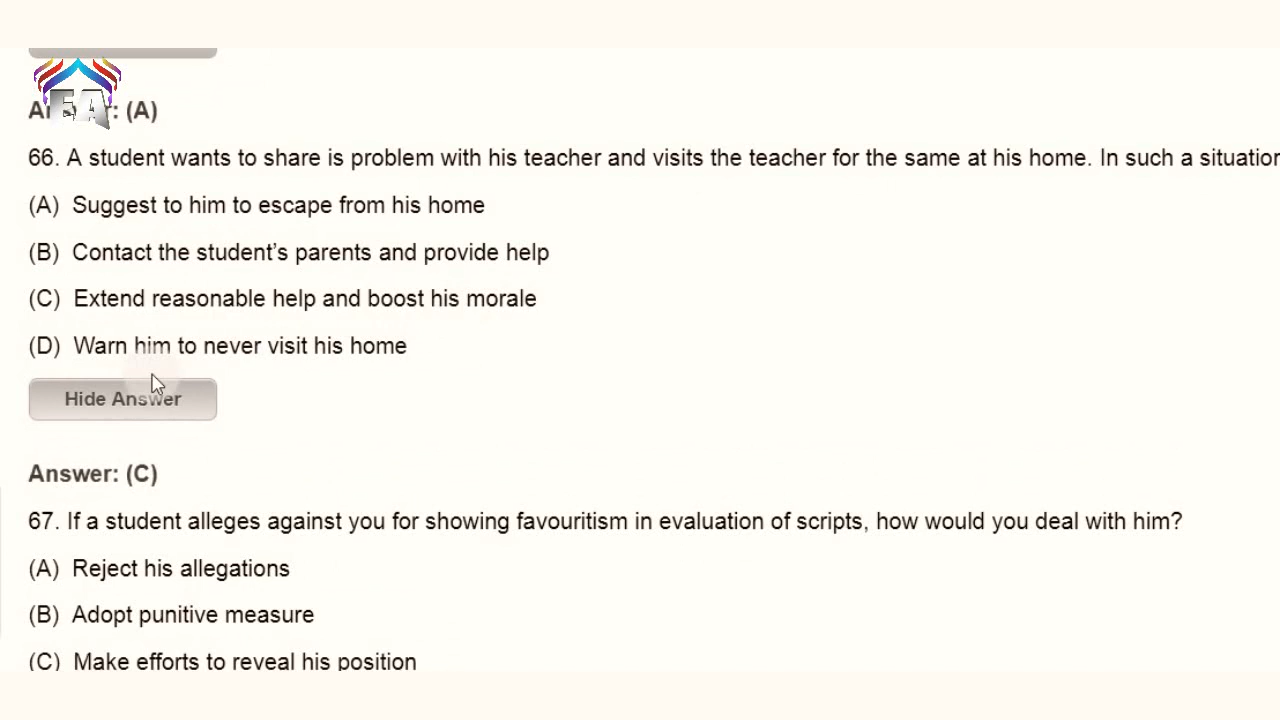 EA
Answer: (A)
66. A student wants to share is problem with his teacher and visits the teacher for the same at his home. In such a situation
(A) Suggest to him to escape from his home
(B) Contact the student’s parents and provide help
(C) Extend reasonable help and boost his morale
(D) Warn him to never visit his home
Hide Answer
Answer: (C)
67. If a student alleges against you for showing favouritism in evaluation of scripts, how would you deal with him?
(A) Reject his allegations
(B) Adopt punitive measure
(C) Make efforts to reveal his position